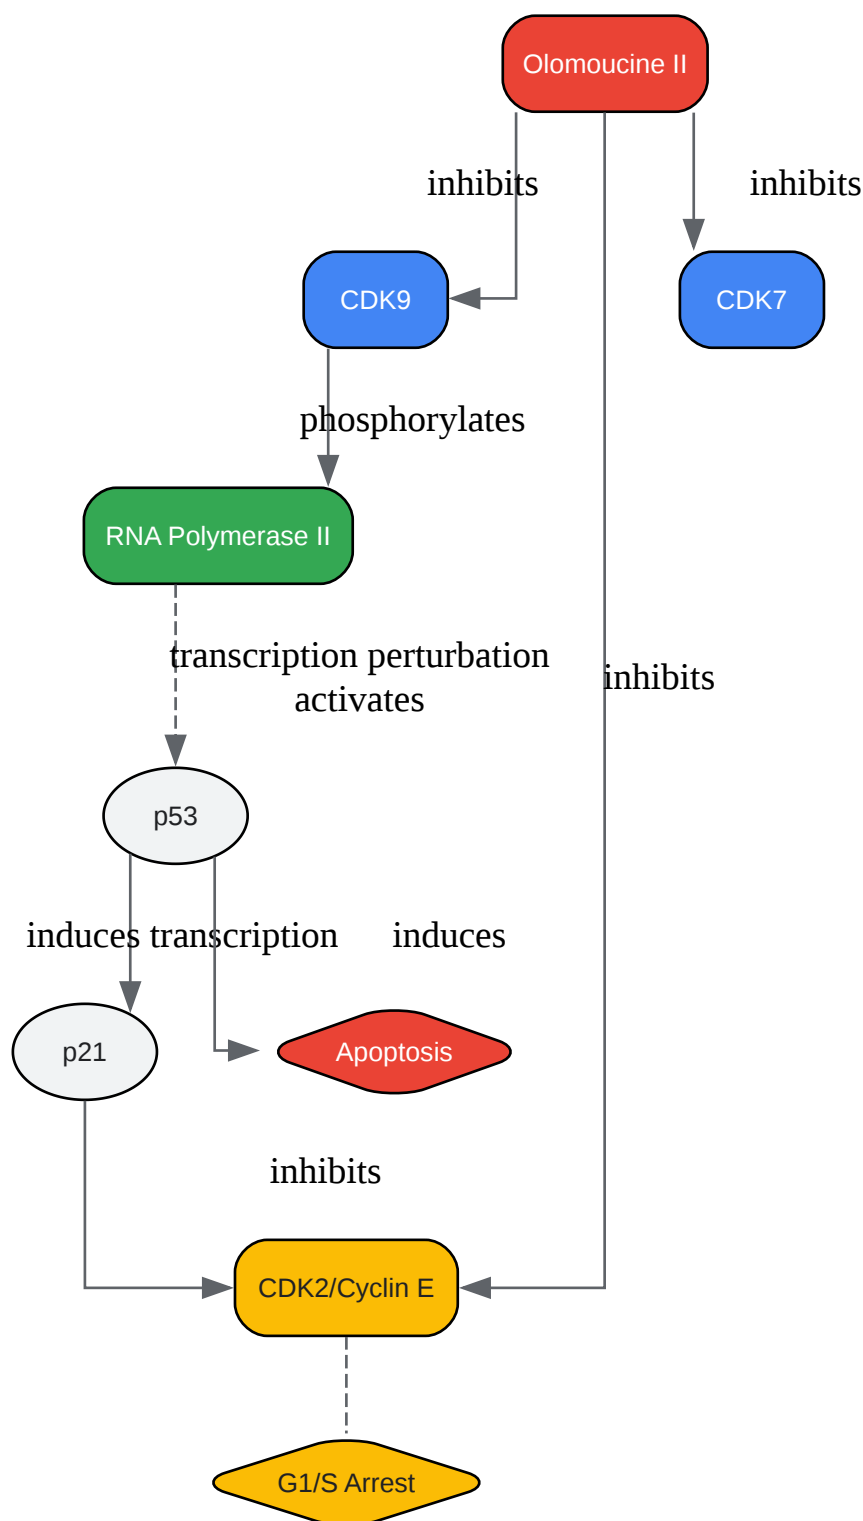 Olomoucine II
inhibits
inhibits
CDK9
CDK7
phosphorylates
RNA Polymerase II
transcription perturbation
activates
inhibits
p53
induces transcription
induces
p21
Apoptosis
inhibits
CDK2/Cyclin E
G1/S Arrest